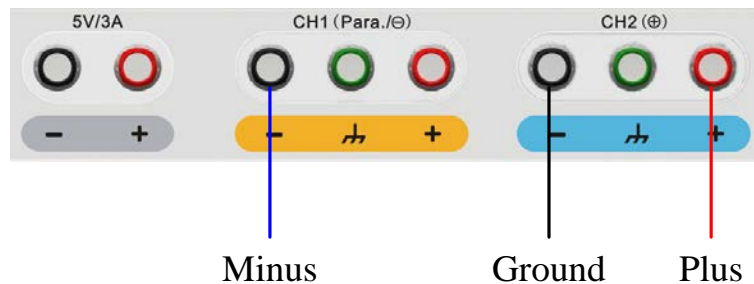 5V/3A CH1 (Para./⊖) CH2 (⊕)
− + − + − +
Minus Ground Plus